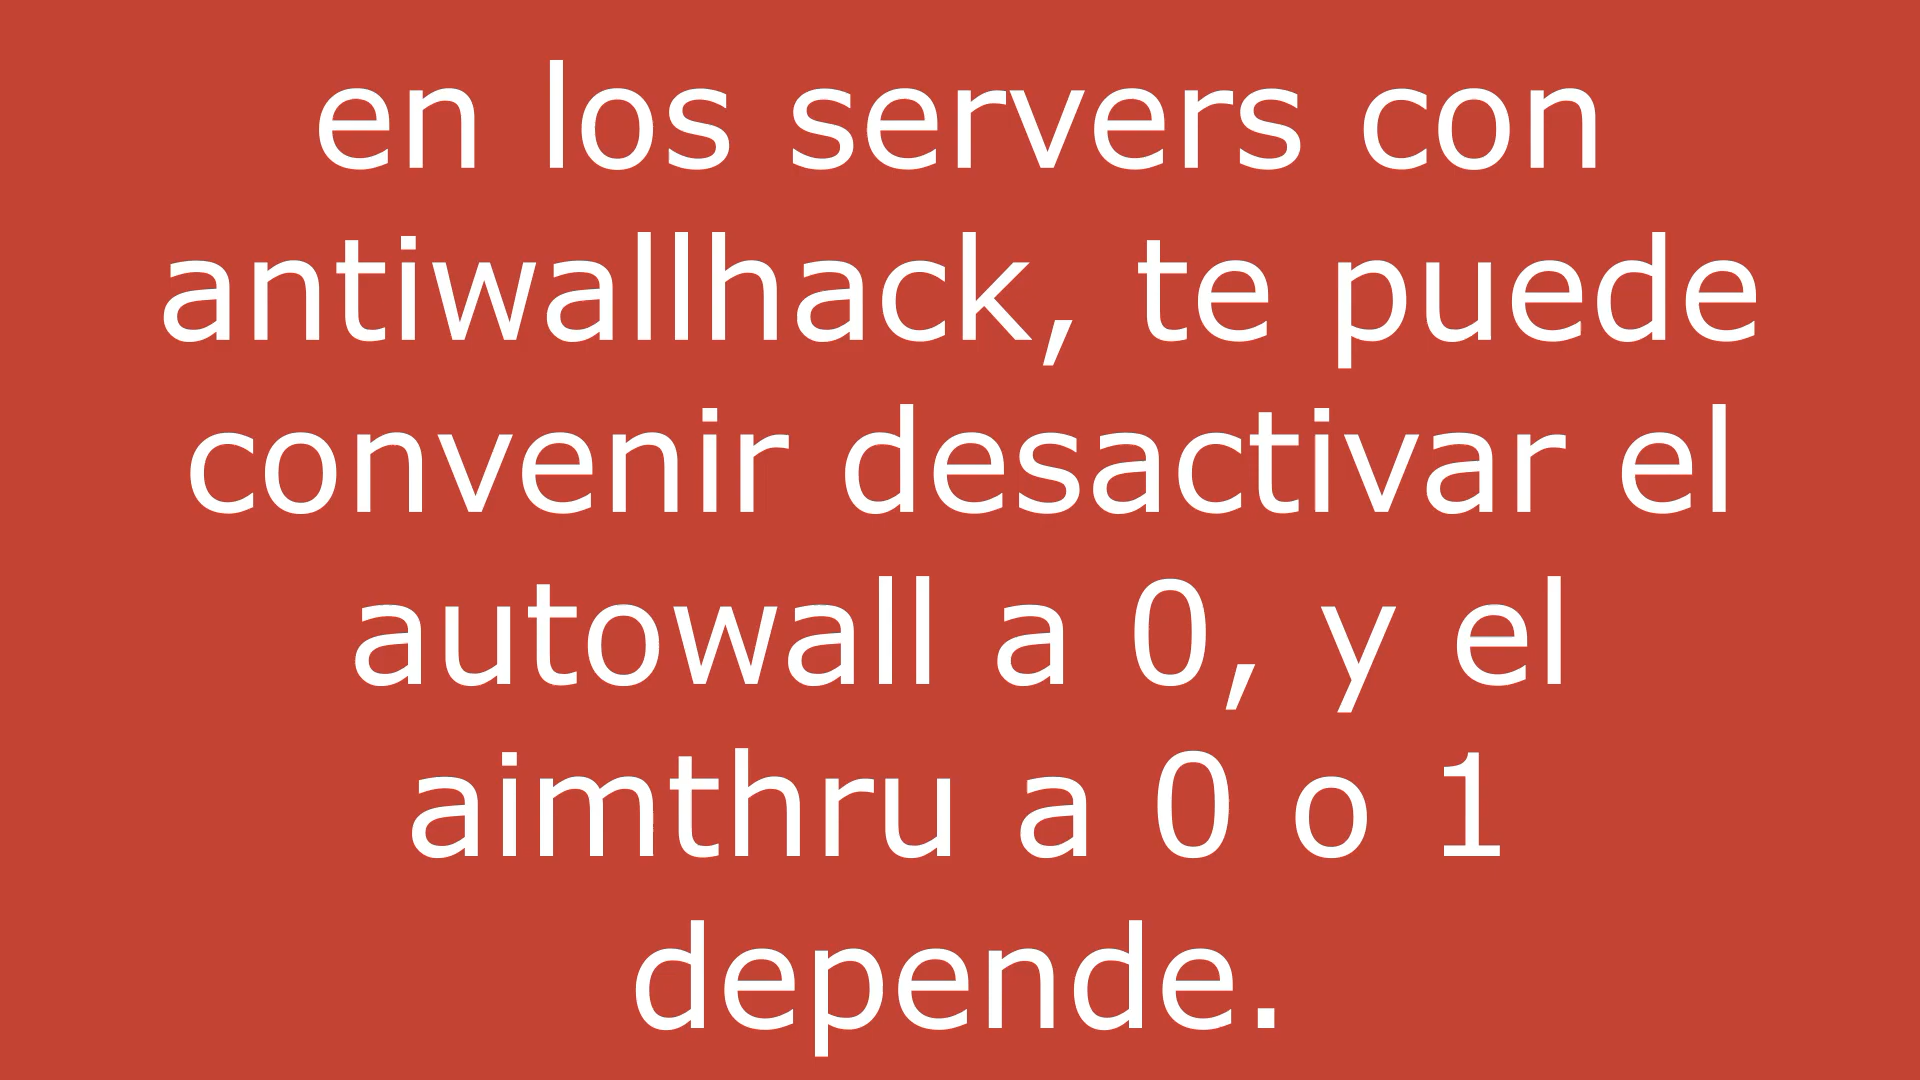 en los servers con
antiwallhack, te puede
convenir desactivar el
autowall a 0, y el
aimthru a 0 o 1
depende.